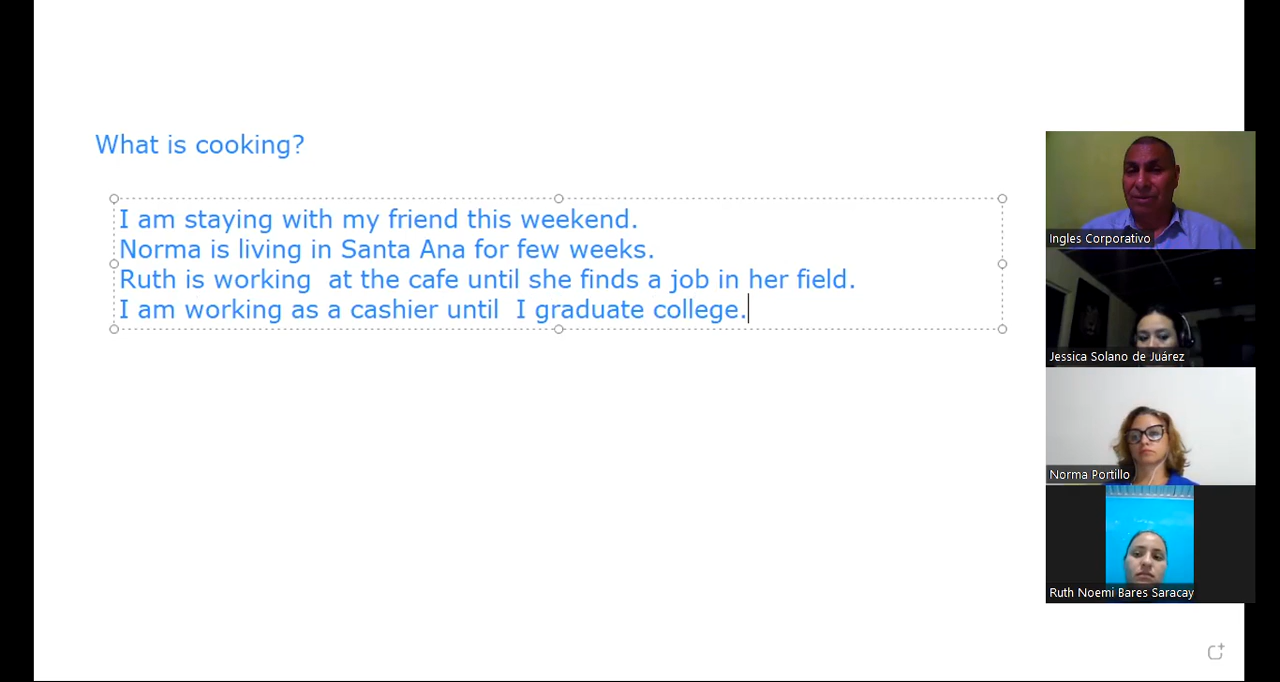 What is cooking?
I am staying with my friend this weekend.
Norma is living in Santa Ana for few weeks.
Ruth is working  at the cafe until she finds a job in her field.
I am working as a cashier until  I graduate college.
Ingles Corporativo
Jessica Solano de Juárez
Norma Portillo
Ruth Noemi Bares Saracay